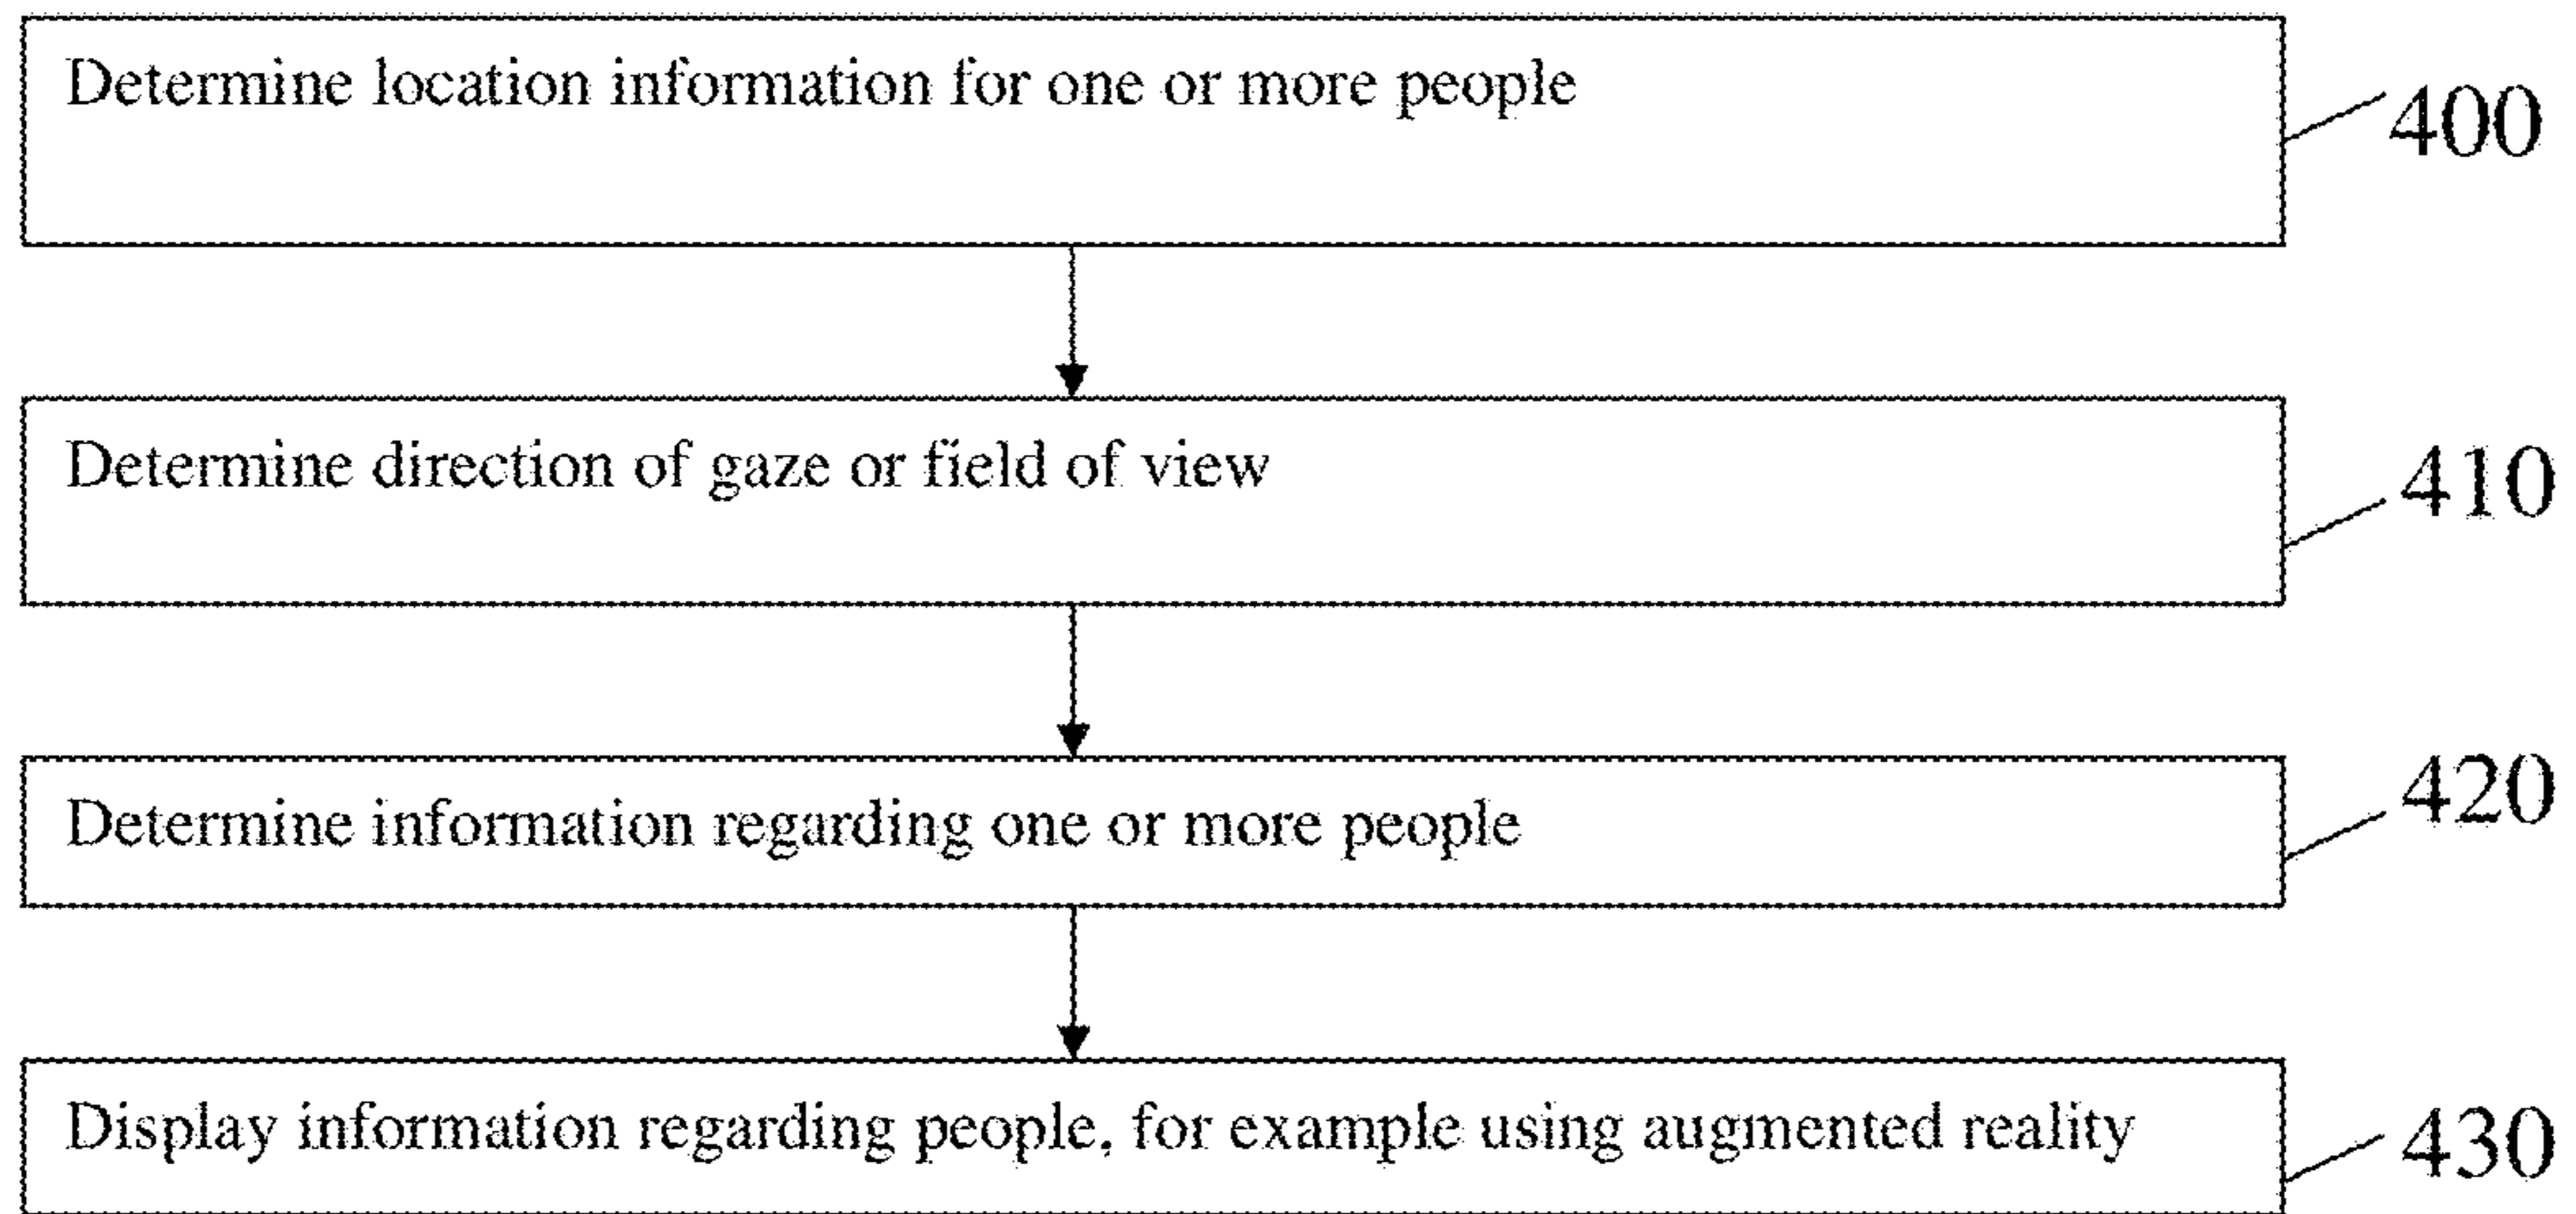 Determine location information for one or more people
400
Determine direction of gaze or field of view
410
Determine information regarding one or more people
420
Display information regarding people, for example using augmented reality
430